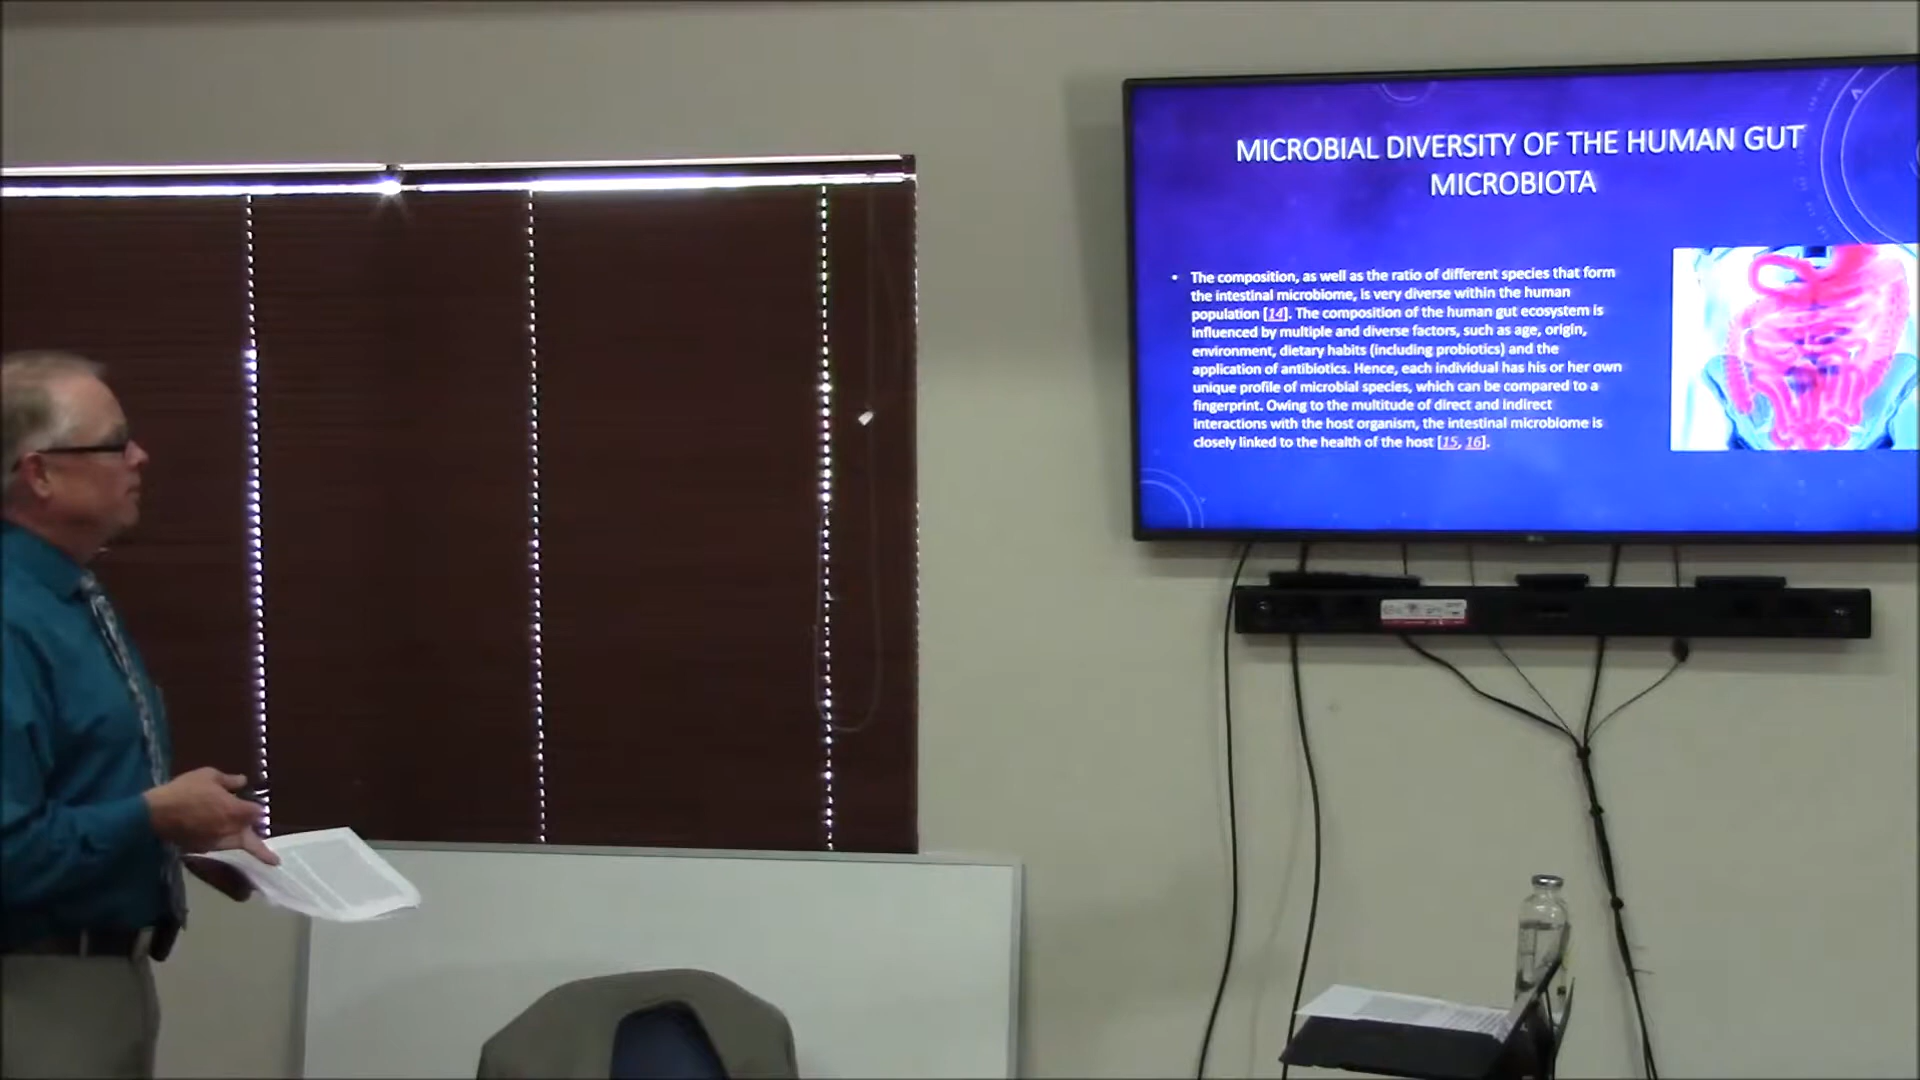 MICROBIAL DIVERSITY OF THE HUMAN GUT
MICROBIOTA
• The composition, as well as the ratio of different species that form
the intestinal microbiome, is very diverse within the human
population [14]. The composition of the human gut ecosystem is
influenced by multiple and diverse factors, such as age, origin,
environment, dietary habits (including probiotics) and the
application of antibiotics. Hence, each individual has his or her own
unique profile of microbial species, which can be compared to a
fingerprint. Owing to the multitude of direct and indirect
interactions with the host organism, the intestinal microbiome is
closely linked to the health of the host [15, 16].